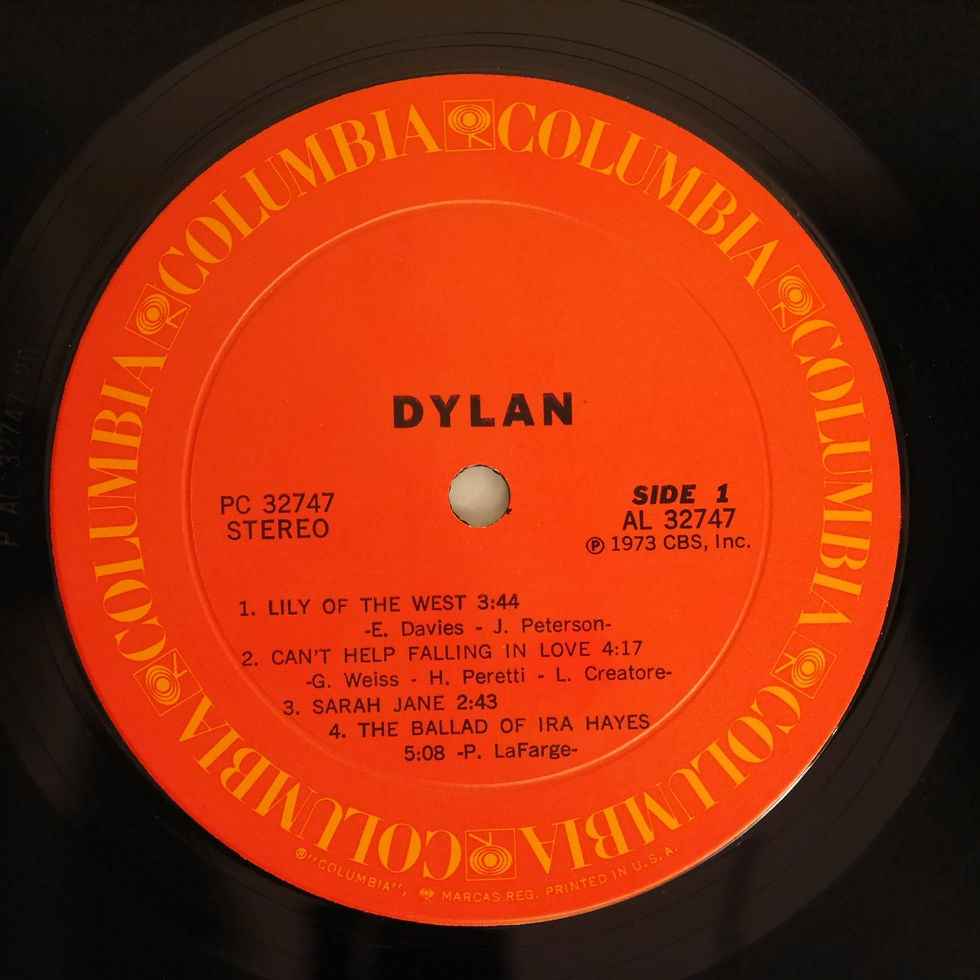 COLUMBIA COLUMBIA COLUMBIA COLUMBIA COLUMBIA COLUMBIA COLUMBIA COLUMBIA
DYLAN
PC 32747
STEREO
SIDE 1
AL 32747
℗ 1973 CBS, Inc.
1. LILY OF THE WEST 3:44
-E. Davies - J. Peterson-
2. CAN'T HELP FALLING IN LOVE 4:17
-G. Weiss - H. Peretti - L. Creatore-
3. SARAH JANE 2:43
4. THE BALLAD OF IRA HAYES
5:08 -P. LaFarge-
®"COLUMBIA", MARCAS REG. PRINTED IN U.S.A.